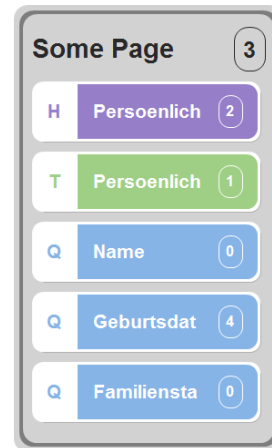 Some Page 3
H Persoenlich 2
T Persoenlich 1
Q Name 0
Q Geburtsdat 4
Q Familiensta 0